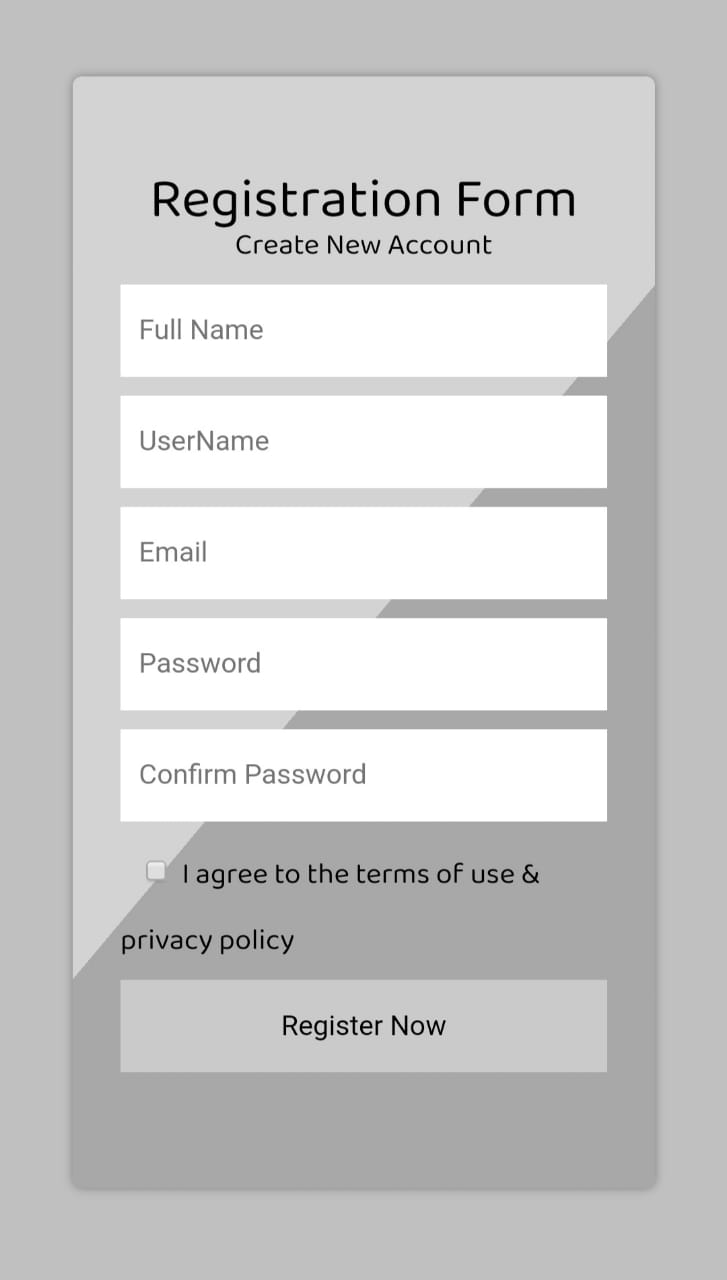 Registration Form
Create New Account
Full Name
UserName
Email
Password
Confirm Password
I agree to the terms of use &
privacy policy
Register Now